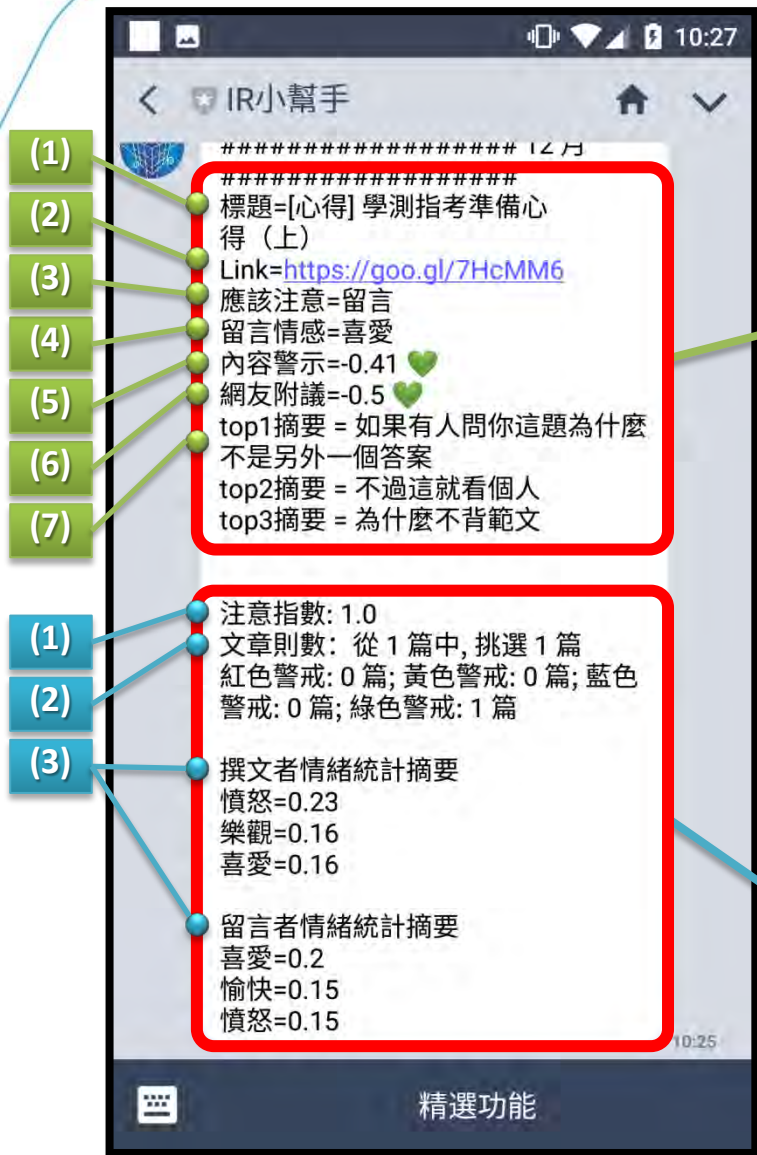 10:27
IR小幫手
################## 12 月
##################
(1)
標題=[心得] 學測指考準備心
得（上）
(2)
Link=https://goo.gl/7HcMM6
(3)
應該注意=留言
(4)
留言情感=喜愛
(5)
內容警示=-0.41 💚
(6)
網友附議=-0.5 💚
(7)
top1摘要 = 如果有人問你這題為什麼
不是另外一個答案
top2摘要 = 不過這就看個人
top3摘要 = 為什麼不背範文
(1)
注意指數: 1.0
(2)
文章則數: 從 1 篇中, 挑選 1 篇
紅色警戒: 0 篇; 黃色警戒: 0 篇; 藍色
警戒: 0 篇; 綠色警戒: 1 篇
(3)
撰文者情緒統計摘要
憤怒=0.23
樂觀=0.16
喜愛=0.16
留言者情緒統計摘要
喜愛=0.2
愉快=0.15
憤怒=0.15
10:25
精選功能